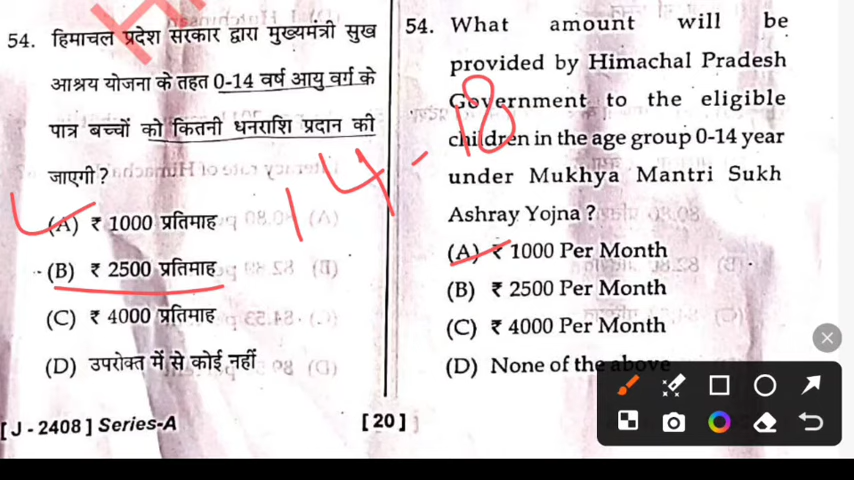 54. हिमाचल प्रदेश सरकार द्वारा मुख्यमंत्री सुख
आश्रय योजना के तहत 0-14 वर्ष आयु वर्ग के
पात्र बच्चों को कितनी धनराशि प्रदान की
जाएगी ?
(A) ₹ 1000 प्रतिमाह
(B) ₹ 2500 प्रतिमाह
(C) ₹ 4000 प्रतिमाह
(D) उपरोक्त में से कोई नहीं
14-18
54. What amount will be
provided by Himachal Pradesh
Government to the eligible
children in the age group 0-14 year
under Mukhya Mantri Sukh
Ashray Yojna ?
(A) ₹ 1000 Per Month
(B) ₹ 2500 Per Month
(C) ₹ 4000 Per Month
(D) None of the above
[ J - 2408 ] Series-A
[ 20 ]